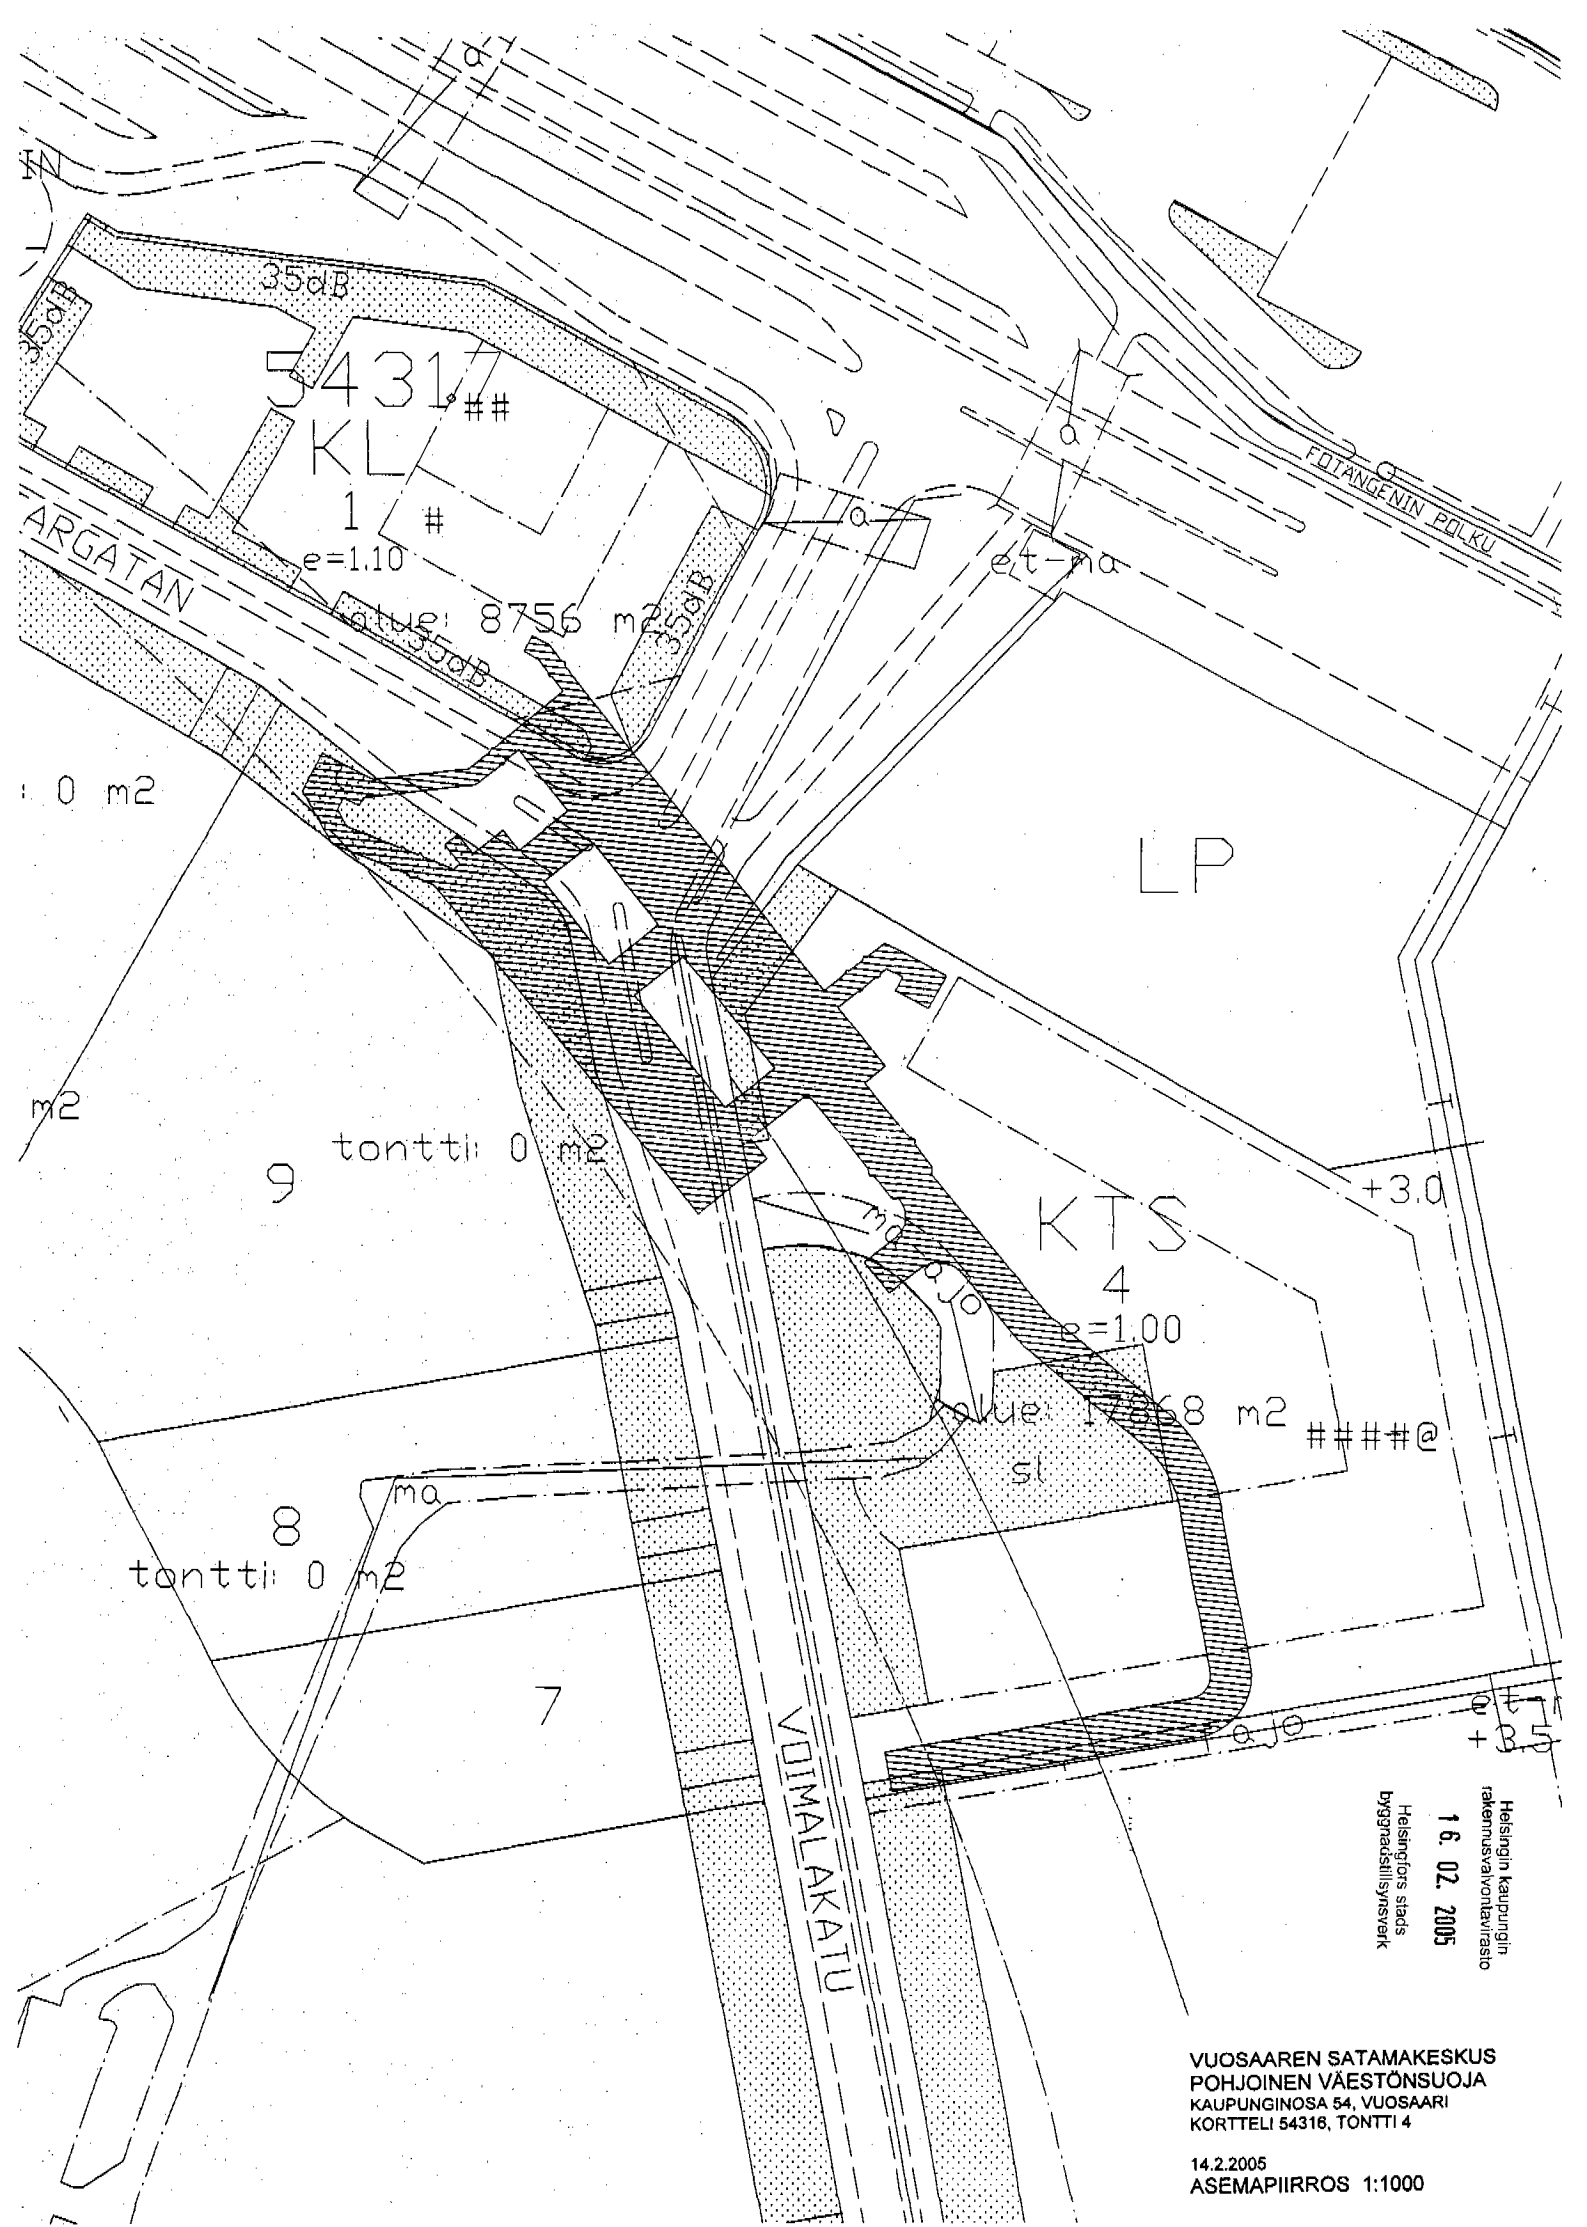 a
IN
35dB
35dB
54317
##
KL
1 #
e=1.10
alue: 8756 m2
35dB
35dB
ARGATAN
a
a
et-ma
FOTANGENIN POLKU
: 0 m2
LP
m2
tontti: 0 m2
9
+3.0
KTS
4
e=1.00
ma
ajo
alue: 17868 m2
####@
sl
ma
8
tontti: 0 m2
7
VOIMALAKATU
ajo
+3.5
Helsingin kaupungin
rakennusvalvontavirasto
16. 02. 2005
Helsingfors stads
byggnadstillsynsverk
VUOSAAREN SATAMAKESKUS
POHJOINEN VÄESTÖNSUOJA
KAUPUNGINOSA 54, VUOSAARI
KORTTELI 54316, TONTTI 4
14.2.2005
ASEMAPIIRROS 1:1000